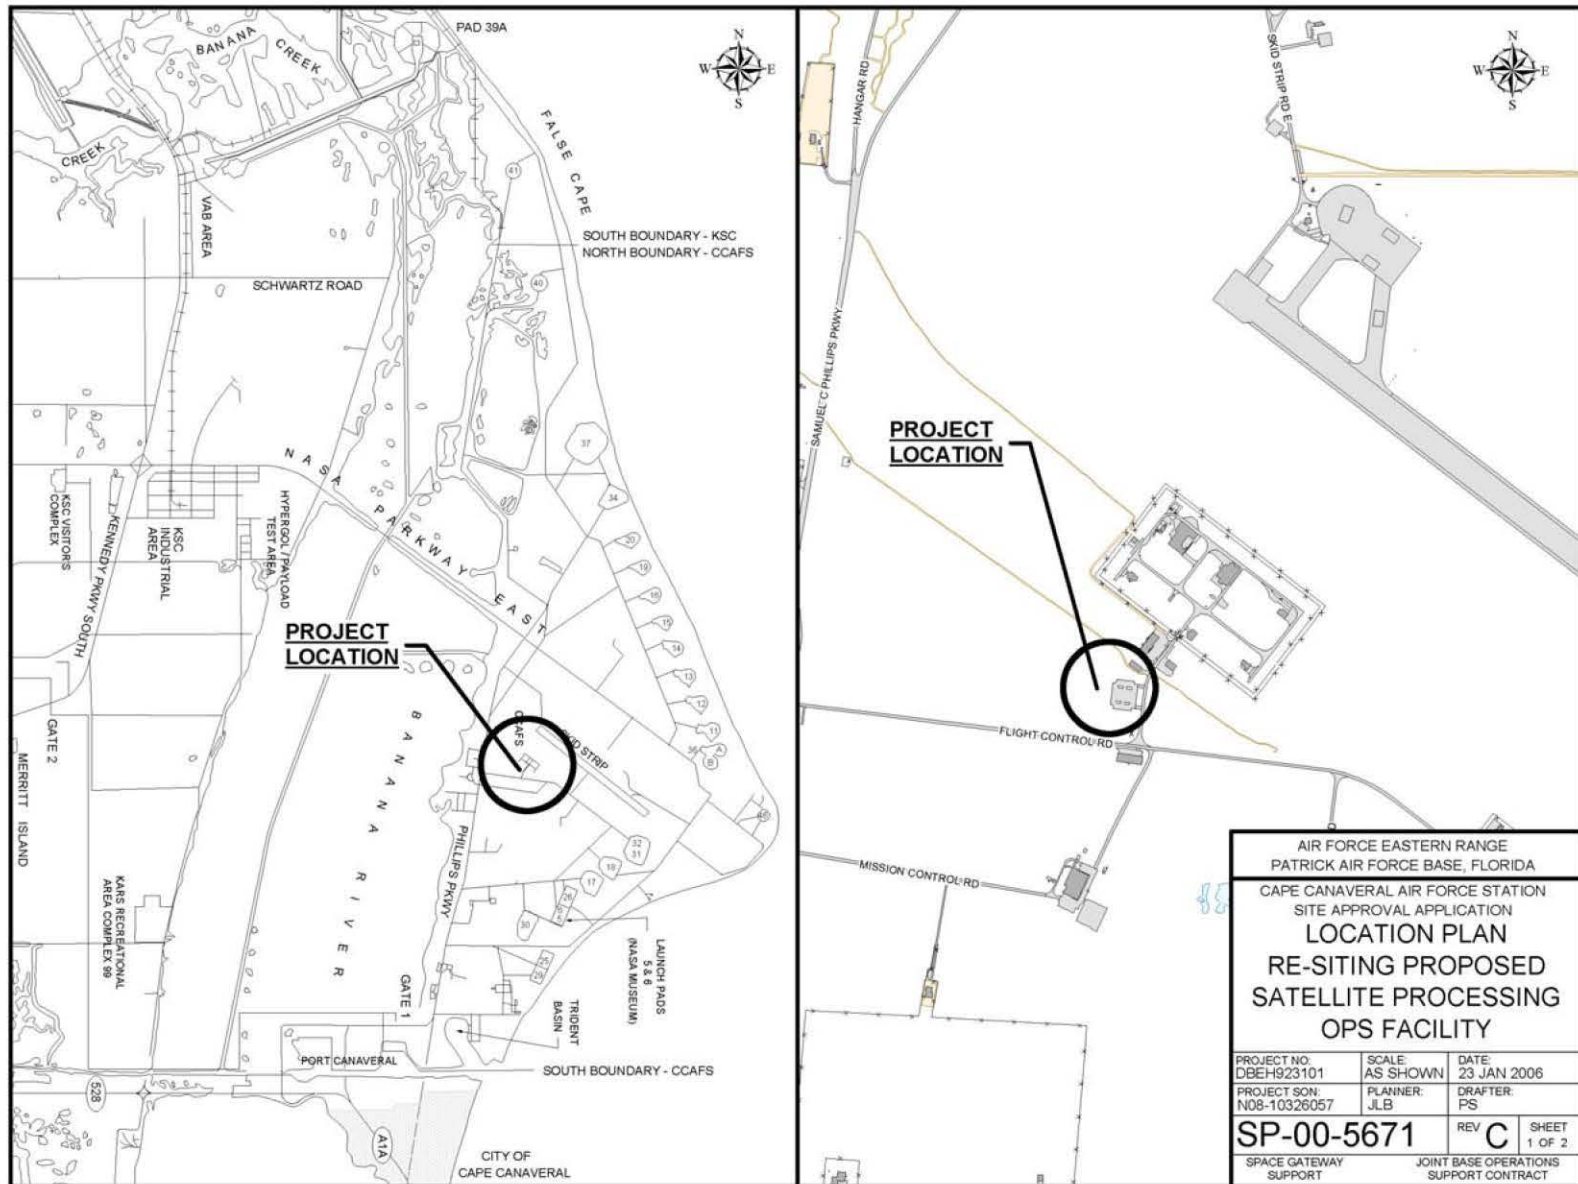 PAD 39A
BANANA
CREEK
N
W
E
S
FALSE CAPE
CREEK
41
VAB AREA
SOUTH BOUNDARY - KSC
NORTH BOUNDARY - CCAFS
SCHWARTZ ROAD
40
37
NASA PARKWAY EAST
34
KSC VISITORS
COMPLEX
KENNEDY PKWY SOUTH
KSC
INDUSTRIAL
AREA
HYPERGOL / PAYLOAD
TEST AREA
20
19
16
15
14
13
12
11
36
A
B
PROJECT
LOCATION
CCAFS
SKID STRIP
46
GATE 2
MERRITT ISLAND
BANANA RIVER
PHILLIPS PKWY
32
31
18
17
26
30
25
29
KARS RECREATIONAL
AREA COMPLEX 99
LAUNCH PADS
5 & 6
(NASA MUSEUM)
GATE 1
TRIDENT
BASIN
PORT CANAVERAL
SOUTH BOUNDARY - CCAFS
528
A1A
CITY OF
CAPE CANAVERAL
HANGAR RD
SKID STRIP RD E
N
W
E
S
SAMUEL C PHILLIPS PKWY
PROJECT
LOCATION
FLIGHT CONTROL RD
MISSION CONTROL RD
AIR FORCE EASTERN RANGE
PATRICK AIR FORCE BASE, FLORIDA
CAPE CANAVERAL AIR FORCE STATION
SITE APPROVAL APPLICATION
LOCATION PLAN
RE-SITING PROPOSED
SATELLITE PROCESSING
OPS FACILITY
PROJECT NO: SCALE: DATE:
DBEH923101 AS SHOWN 23 JAN 2006
PROJECT SON: PLANNER: DRAFTER:
N08-10326057 JLB PS
SP-00-5671 REV C SHEET
1 OF 2
SPACE GATEWAY JOINT BASE OPERATIONS
SUPPORT SUPPORT CONTRACT